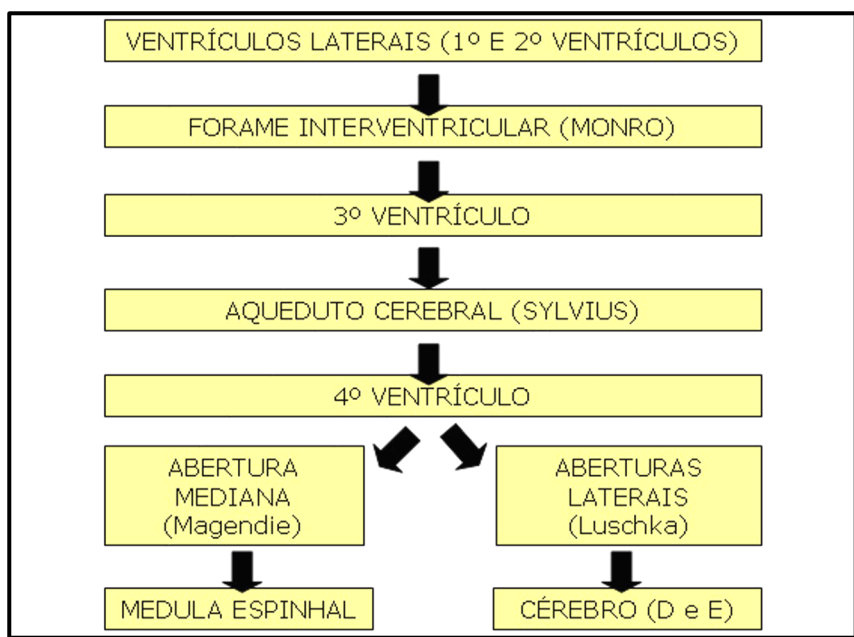 VENTRÍCULOS LATERAIS (1º E 2º VENTRÍCULOS)
FORAME INTERVENTRICULAR (MONRO)
3º VENTRÍCULO
AQUEDUTO CEREBRAL (SYLVIUS)
4º VENTRÍCULO
ABERTURA
MEDIANA
(Magendie)
ABERTURAS
LATERAIS
(Luschka)
MEDULA ESPINHAL
CÉREBRO (D e E)